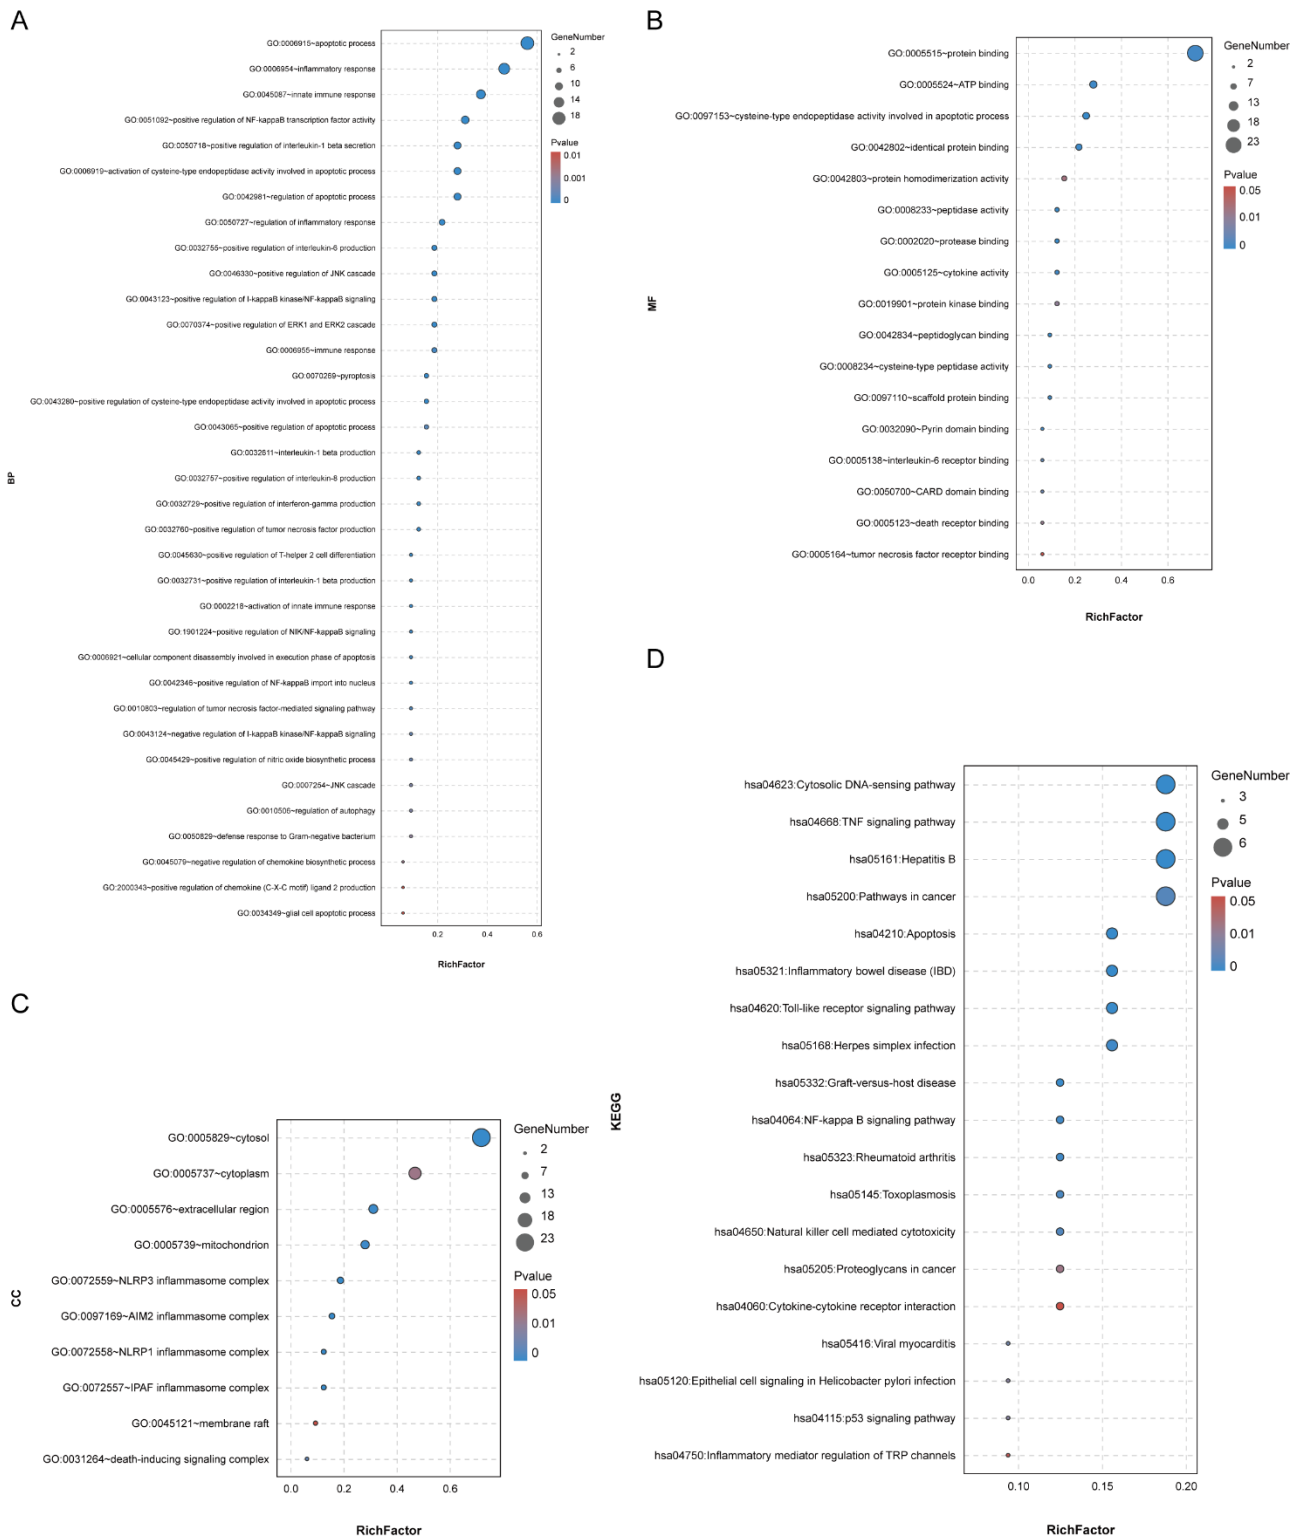 A
GO:0006915~apoptotic process
GO:0006954~inflammatory response
GO:0045087~innate immune response
GO:0051092~positive regulation of NF-kappaB transcription factor activity
GO:0050718~positive regulation of interleukin-1 beta secretion
GO:0006919~activation of cysteine-type endopeptidase activity involved in apoptotic process
GO:0042981~regulation of apoptotic process
GO:0050727~regulation of inflammatory response
GO:0032755~positive regulation of interleukin-6 production
GO:0046330~positive regulation of JNK cascade
GO:0043123~positive regulation of I-kappaB kinase/NF-kappaB signaling
GO:0070374~positive regulation of ERK1 and ERK2 cascade
GO:0006955~immune response
GO:0070269~pyroptosis
GO:0043280~positive regulation of cysteine-type endopeptidase activity involved in apoptotic process
GO:0043065~positive regulation of apoptotic process
GO:0032611~interleukin-1 beta production
GO:0032757~positive regulation of interleukin-8 production
GO:0032729~positive regulation of interferon-gamma production
GO:0032760~positive regulation of tumor necrosis factor production
GO:0045630~positive regulation of T-helper 2 cell differentiation
GO:0032731~positive regulation of interleukin-1 beta production
GO:0002218~activation of innate immune response
GO:1901224~positive regulation of NIK/NF-kappaB signaling
GO:0006921~cellular component disassembly involved in execution phase of apoptosis
GO:0042346~positive regulation of NF-kappaB import into nucleus
GO:0010803~regulation of tumor necrosis factor-mediated signaling pathway
GO:0043124~negative regulation of I-kappaB kinase/NF-kappaB signaling
GO:0045429~positive regulation of nitric oxide biosynthetic process
GO:0007254~JNK cascade
GO:0010506~regulation of autophagy
GO:0050829~defense response to Gram-negative bacterium
GO:0045079~negative regulation of chemokine biosynthetic process
GO:2000343~positive regulation of chemokine (C-X-C motif) ligand 2 production
GO:0034349~glial cell apoptotic process
BP
0.2 0.4 0.6
RichFactor
GeneNumber
2
6
10
14
18
Pvalue
0.01
0.001
0
B
GO:0005515~protein binding
GO:0005524~ATP binding
GO:0097153~cysteine-type endopeptidase activity involved in apoptotic process
GO:0042802~identical protein binding
GO:0042803~protein homodimerization activity
GO:0008233~peptidase activity
GO:0002020~protease binding
GO:0005125~cytokine activity
GO:0019901~protein kinase binding
GO:0042834~peptidoglycan binding
GO:0008234~cysteine-type peptidase activity
GO:0097110~scaffold protein binding
GO:0032090~Pyrin domain binding
GO:0005138~interleukin-6 receptor binding
GO:0050700~CARD domain binding
GO:0005123~death receptor binding
GO:0005164~tumor necrosis factor receptor binding
MF
0.0 0.2 0.4 0.6
RichFactor
GeneNumber
2
7
13
18
23
Pvalue
0.05
0.01
0
C
GO:0005829~cytosol
GO:0005737~cytoplasm
GO:0005576~extracellular region
GO:0005739~mitochondrion
GO:0072559~NLRP3 inflammasome complex
GO:0097169~AIM2 inflammasome complex
GO:0072558~NLRP1 inflammasome complex
GO:0072557~IPAF inflammasome complex
GO:0045121~membrane raft
GO:0031264~death-inducing signaling complex
CC
0.0 0.2 0.4 0.6
RichFactor
GeneNumber
2
7
13
18
23
Pvalue
0.05
0.01
0
D
hsa04623:Cytosolic DNA-sensing pathway
hsa04668:TNF signaling pathway
hsa05161:Hepatitis B
hsa05200:Pathways in cancer
hsa04210:Apoptosis
hsa05321:Inflammatory bowel disease (IBD)
hsa04620:Toll-like receptor signaling pathway
hsa05168:Herpes simplex infection
hsa05332:Graft-versus-host disease
hsa04064:NF-kappa B signaling pathway
hsa05323:Rheumatoid arthritis
hsa05145:Toxoplasmosis
hsa04650:Natural killer cell mediated cytotoxicity
hsa05205:Proteoglycans in cancer
hsa04060:Cytokine-cytokine receptor interaction
hsa05416:Viral myocarditis
hsa05120:Epithelial cell signaling in Helicobacter pylori infection
hsa04115:p53 signaling pathway
hsa04750:Inflammatory mediator regulation of TRP channels
KEGG
0.10 0.15 0.20
RichFactor
GeneNumber
3
5
6
Pvalue
0.05
0.01
0